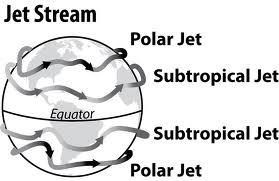 Jet Stream
Polar Jet
Subtropical Jet
Equator
Subtropical Jet
Polar Jet